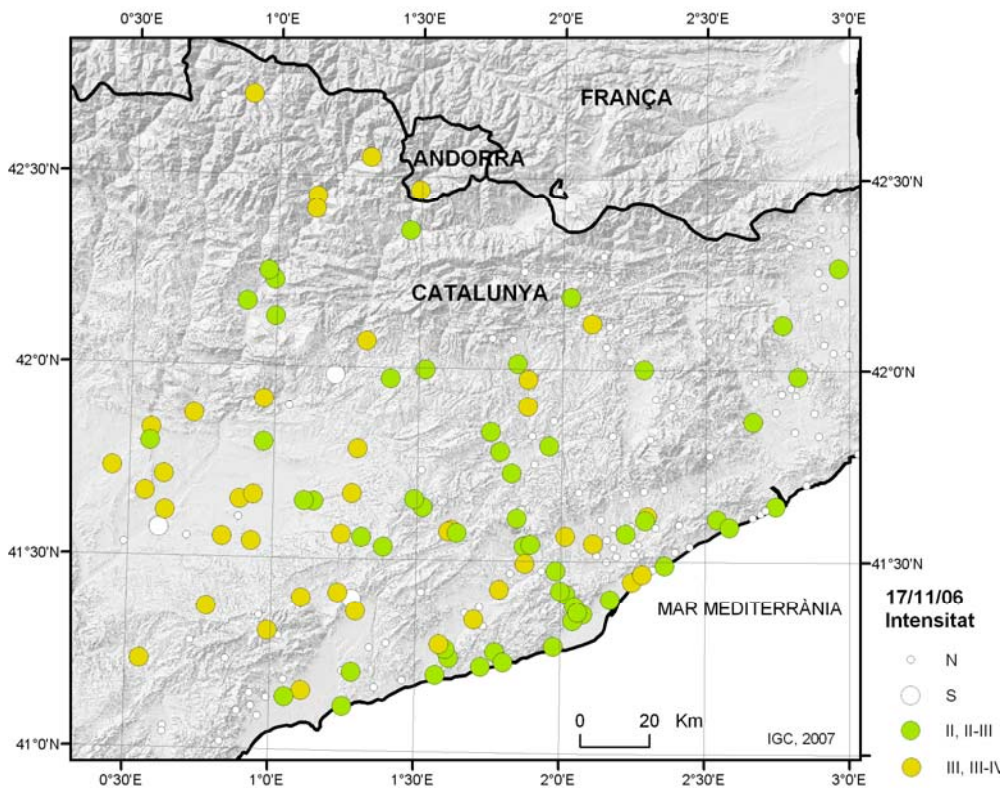 0°30'E 1°0'E 1°30'E 2°0'E 2°30'E 3°0'E
FRANÇA
ANDORRA
42°30'N 42°30'N
CATALUNYA
42°0'N 42°0'N
41°30'N 41°30'N
MAR MEDITERRÀNIA
17/11/06
Intensitat
N
S
II, II-III
III, III-IV
0 20 Km
IGC, 2007
41°0'N
0°30'E 1°0'E 1°30'E 2°0'E 2°30'E 3°0'E